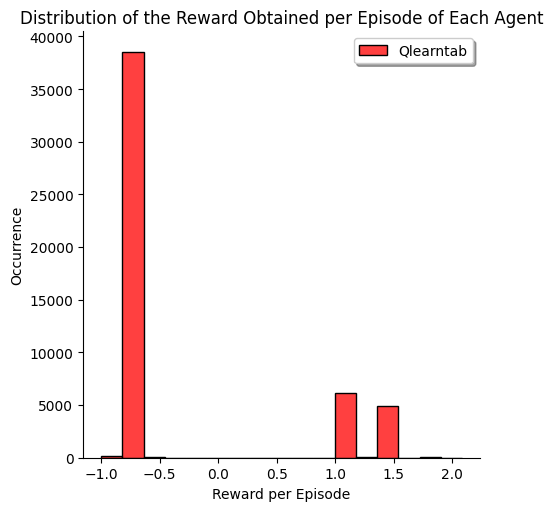 Distribution of the Reward Obtained per Episode of Each Agent
Qlearntab
40000
35000
30000
25000
20000
15000
10000
5000
0
Occurrence
−1.0 −0.5 0.0 0.5 1.0 1.5 2.0
Reward per Episode